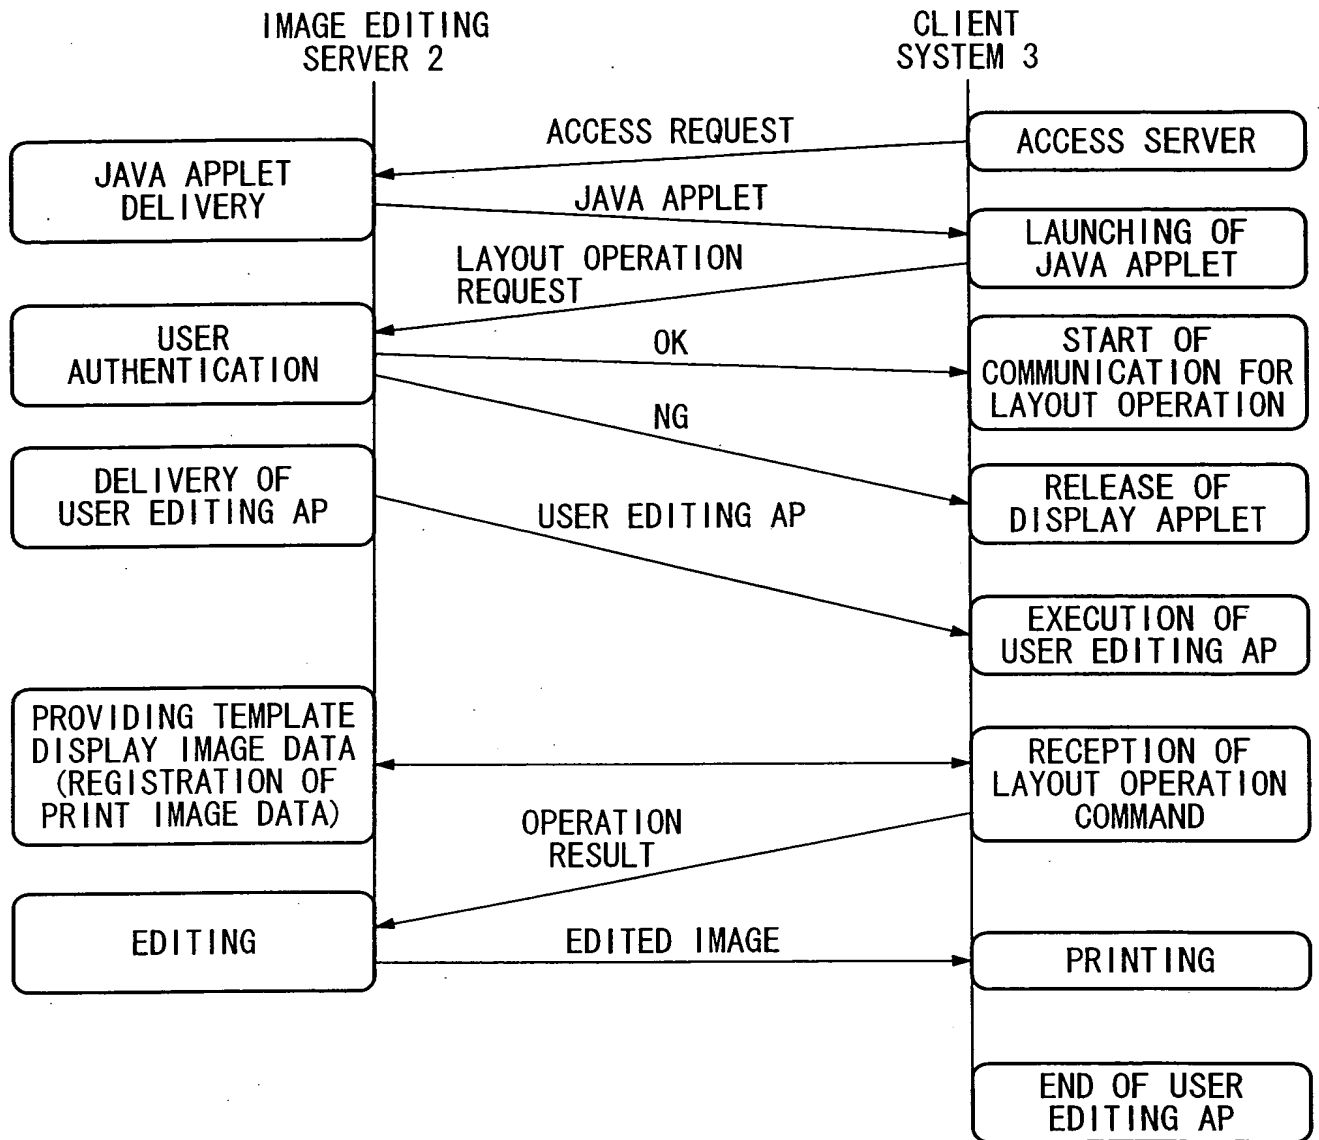 IMAGE EDITING
SERVER 2
CLIENT
SYSTEM 3
ACCESS REQUEST
ACCESS SERVER
JAVA APPLET
DELIVERY
JAVA APPLET
LAUNCHING OF
JAVA APPLET
LAYOUT OPERATION
REQUEST
USER
AUTHENTICATION
OK
START OF
COMMUNICATION FOR
LAYOUT OPERATION
NG
DELIVERY OF
USER EDITING AP
RELEASE OF
DISPLAY APPLET
USER EDITING AP
EXECUTION OF
USER EDITING AP
PROVIDING TEMPLATE
DISPLAY IMAGE DATA
(REGISTRATION OF
PRINT IMAGE DATA)
RECEPTION OF
LAYOUT OPERATION
COMMAND
OPERATION
RESULT
EDITING
EDITED IMAGE
PRINTING
END OF USER
EDITING AP